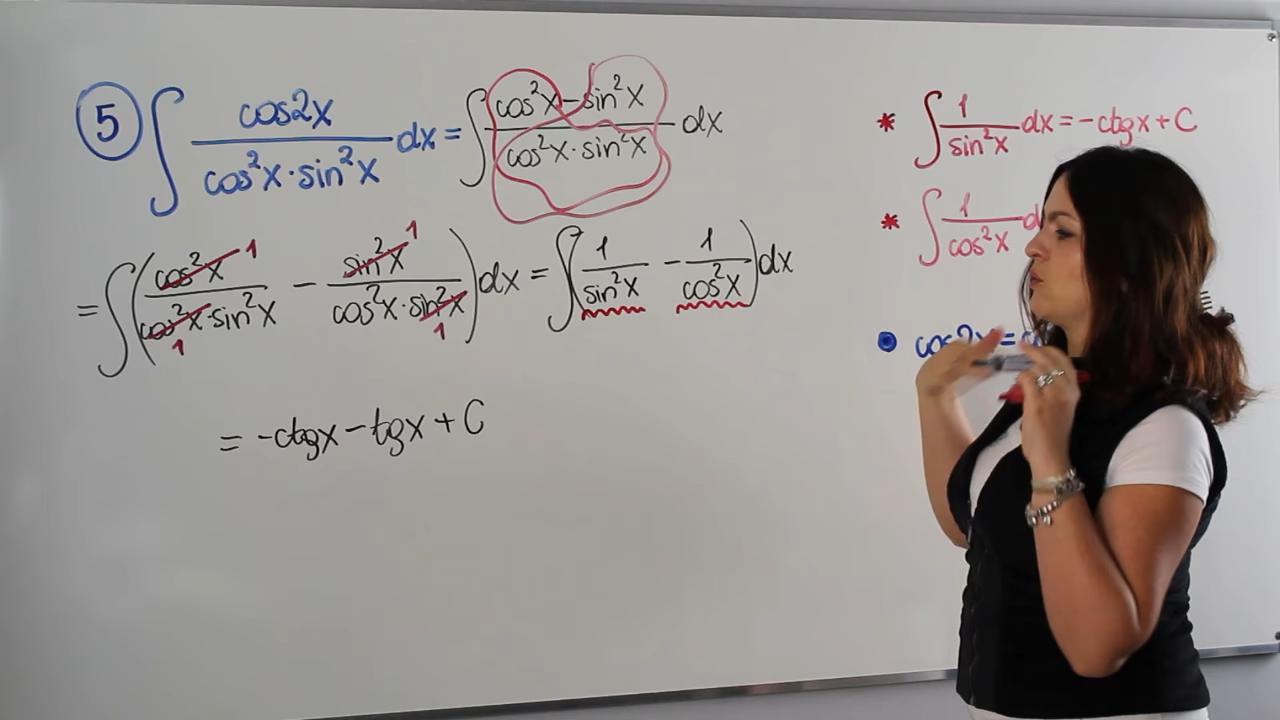 5 ∫ cos2x / (cos²x·sin²x) dx = ∫ (cos²x - sin²x) / (cos²x·sin²x) dx
= ∫ ( cos²x 1 / (cos²x 1·sin²x) - sin²x 1 / (cos²x·sin²x 1) ) dx = ∫ ( 1/sin²x - 1/cos²x ) dx
= -ctgx - tgx + C
* ∫ 1/sin²x dx = -ctgx + C
* ∫ 1/cos²x d
• cos2x = c